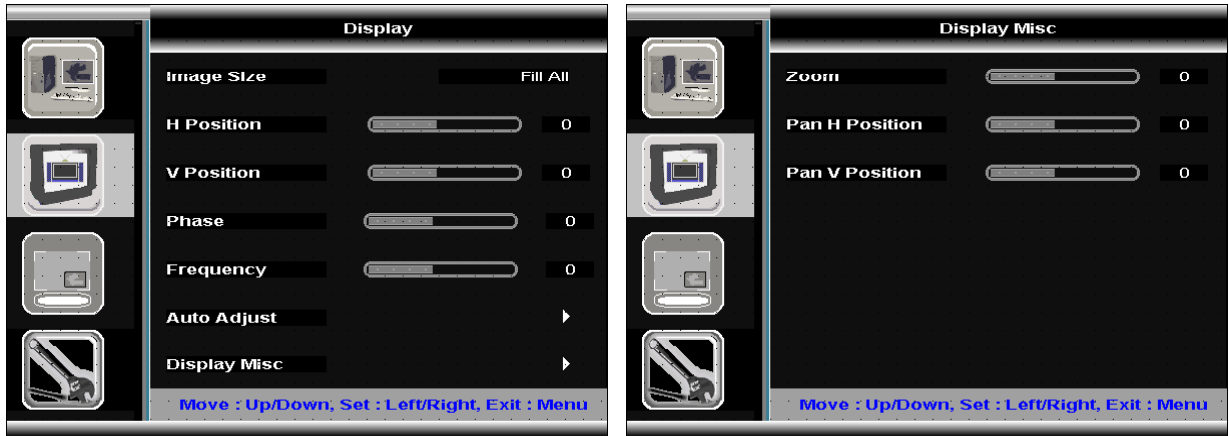 Display
Image Size Fill All
H Position 0
V Position 0
Phase 0
Frequency 0
Auto Adjust
Display Misc
Move : Up/Down, Set : Left/Right, Exit : Menu
Display Misc
Zoom 0
Pan H Position 0
Pan V Position 0
Move : Up/Down, Set : Left/Right, Exit : Menu